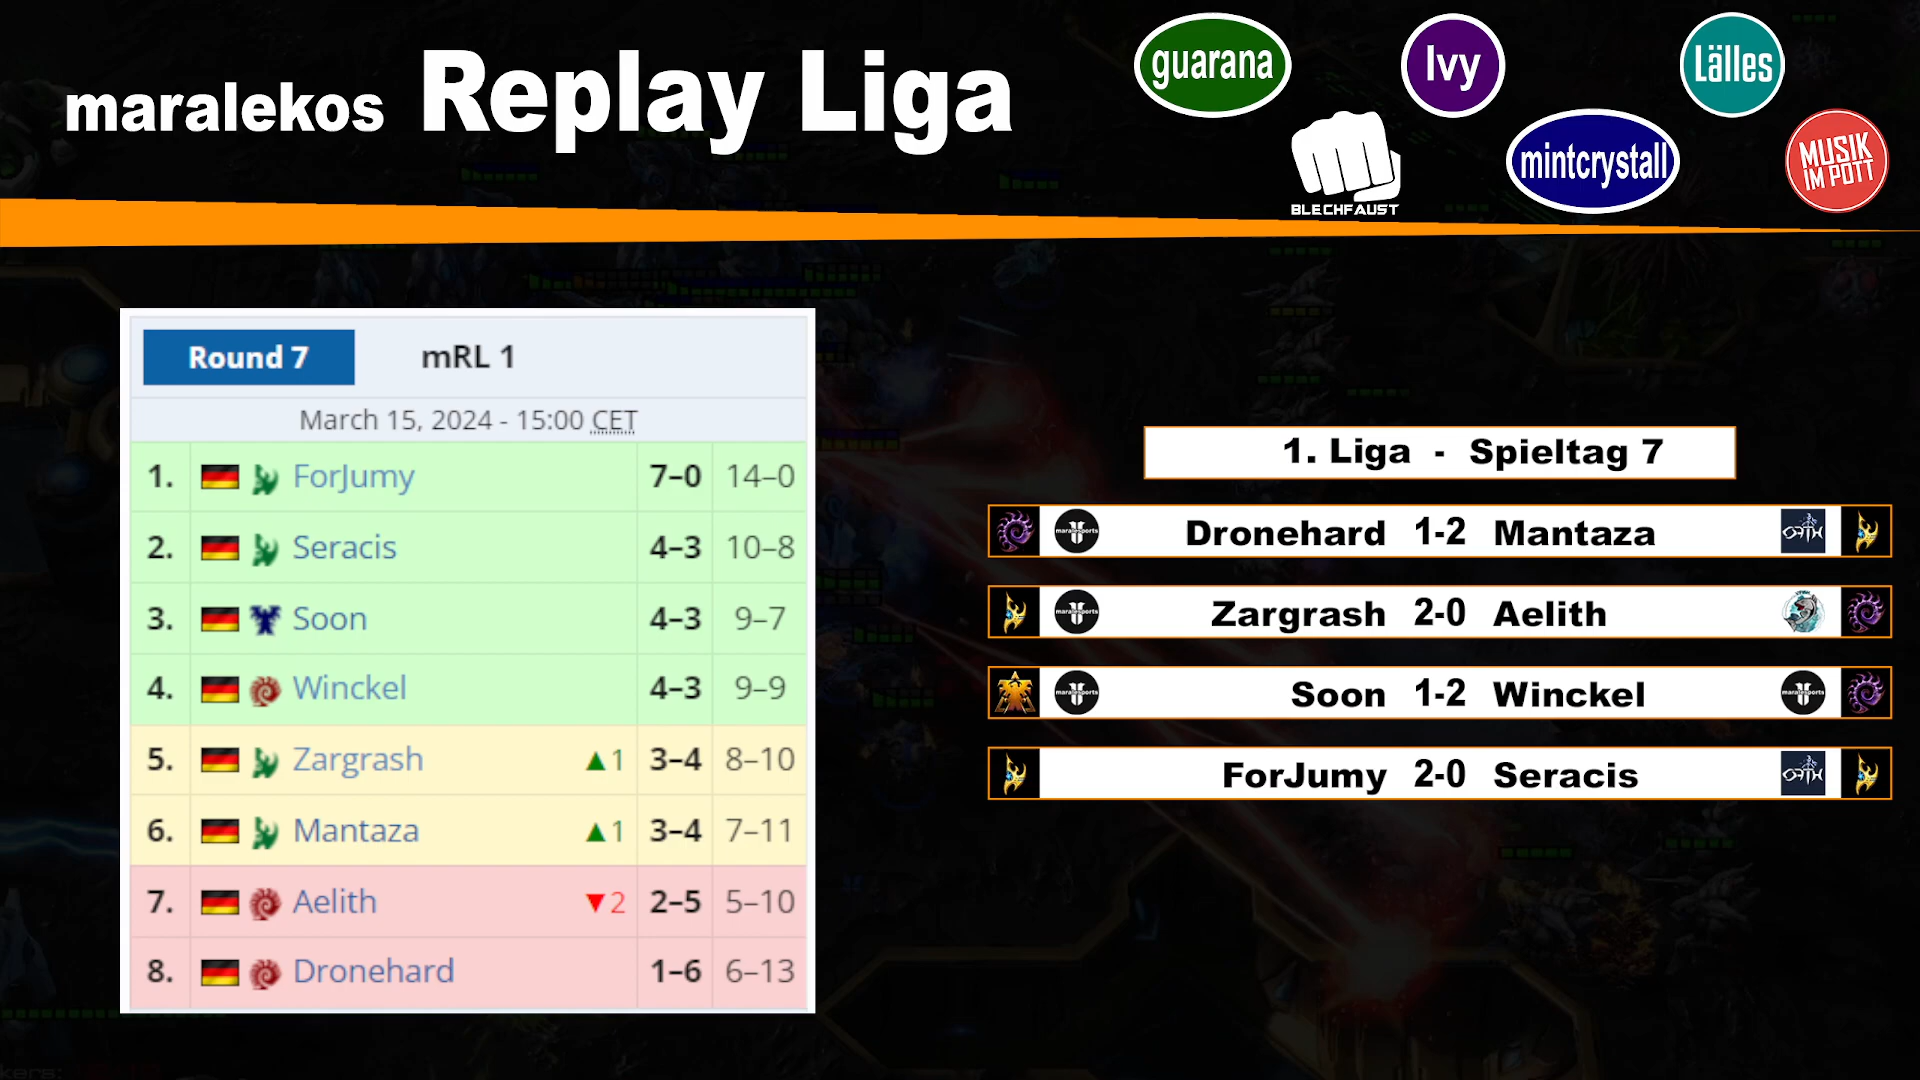 maralekos Replay Liga
guarana
Ivy
Lälles
BLECHFAUST
mintcrystall
MUSIK
IM POTT
Round 7 mRL 1
March 15, 2024 - 15:00 CET
1. ForJumy 7–0 14–0
2. Seracis 4–3 10–8
3. Soon 4–3 9–7
4. Winckel 4–3 9–9
5. Zargrash ▲1 3–4 8–10
6. Mantaza ▲1 3–4 7–11
7. Aelith ▼2 2–5 5–10
8. Dronehard 1–6 6–13
1. Liga - Spieltag 7
Dronehard 1-2 Mantaza
Zargrash 2-0 Aelith
Soon 1-2 Winckel
ForJumy 2-0 Seracis